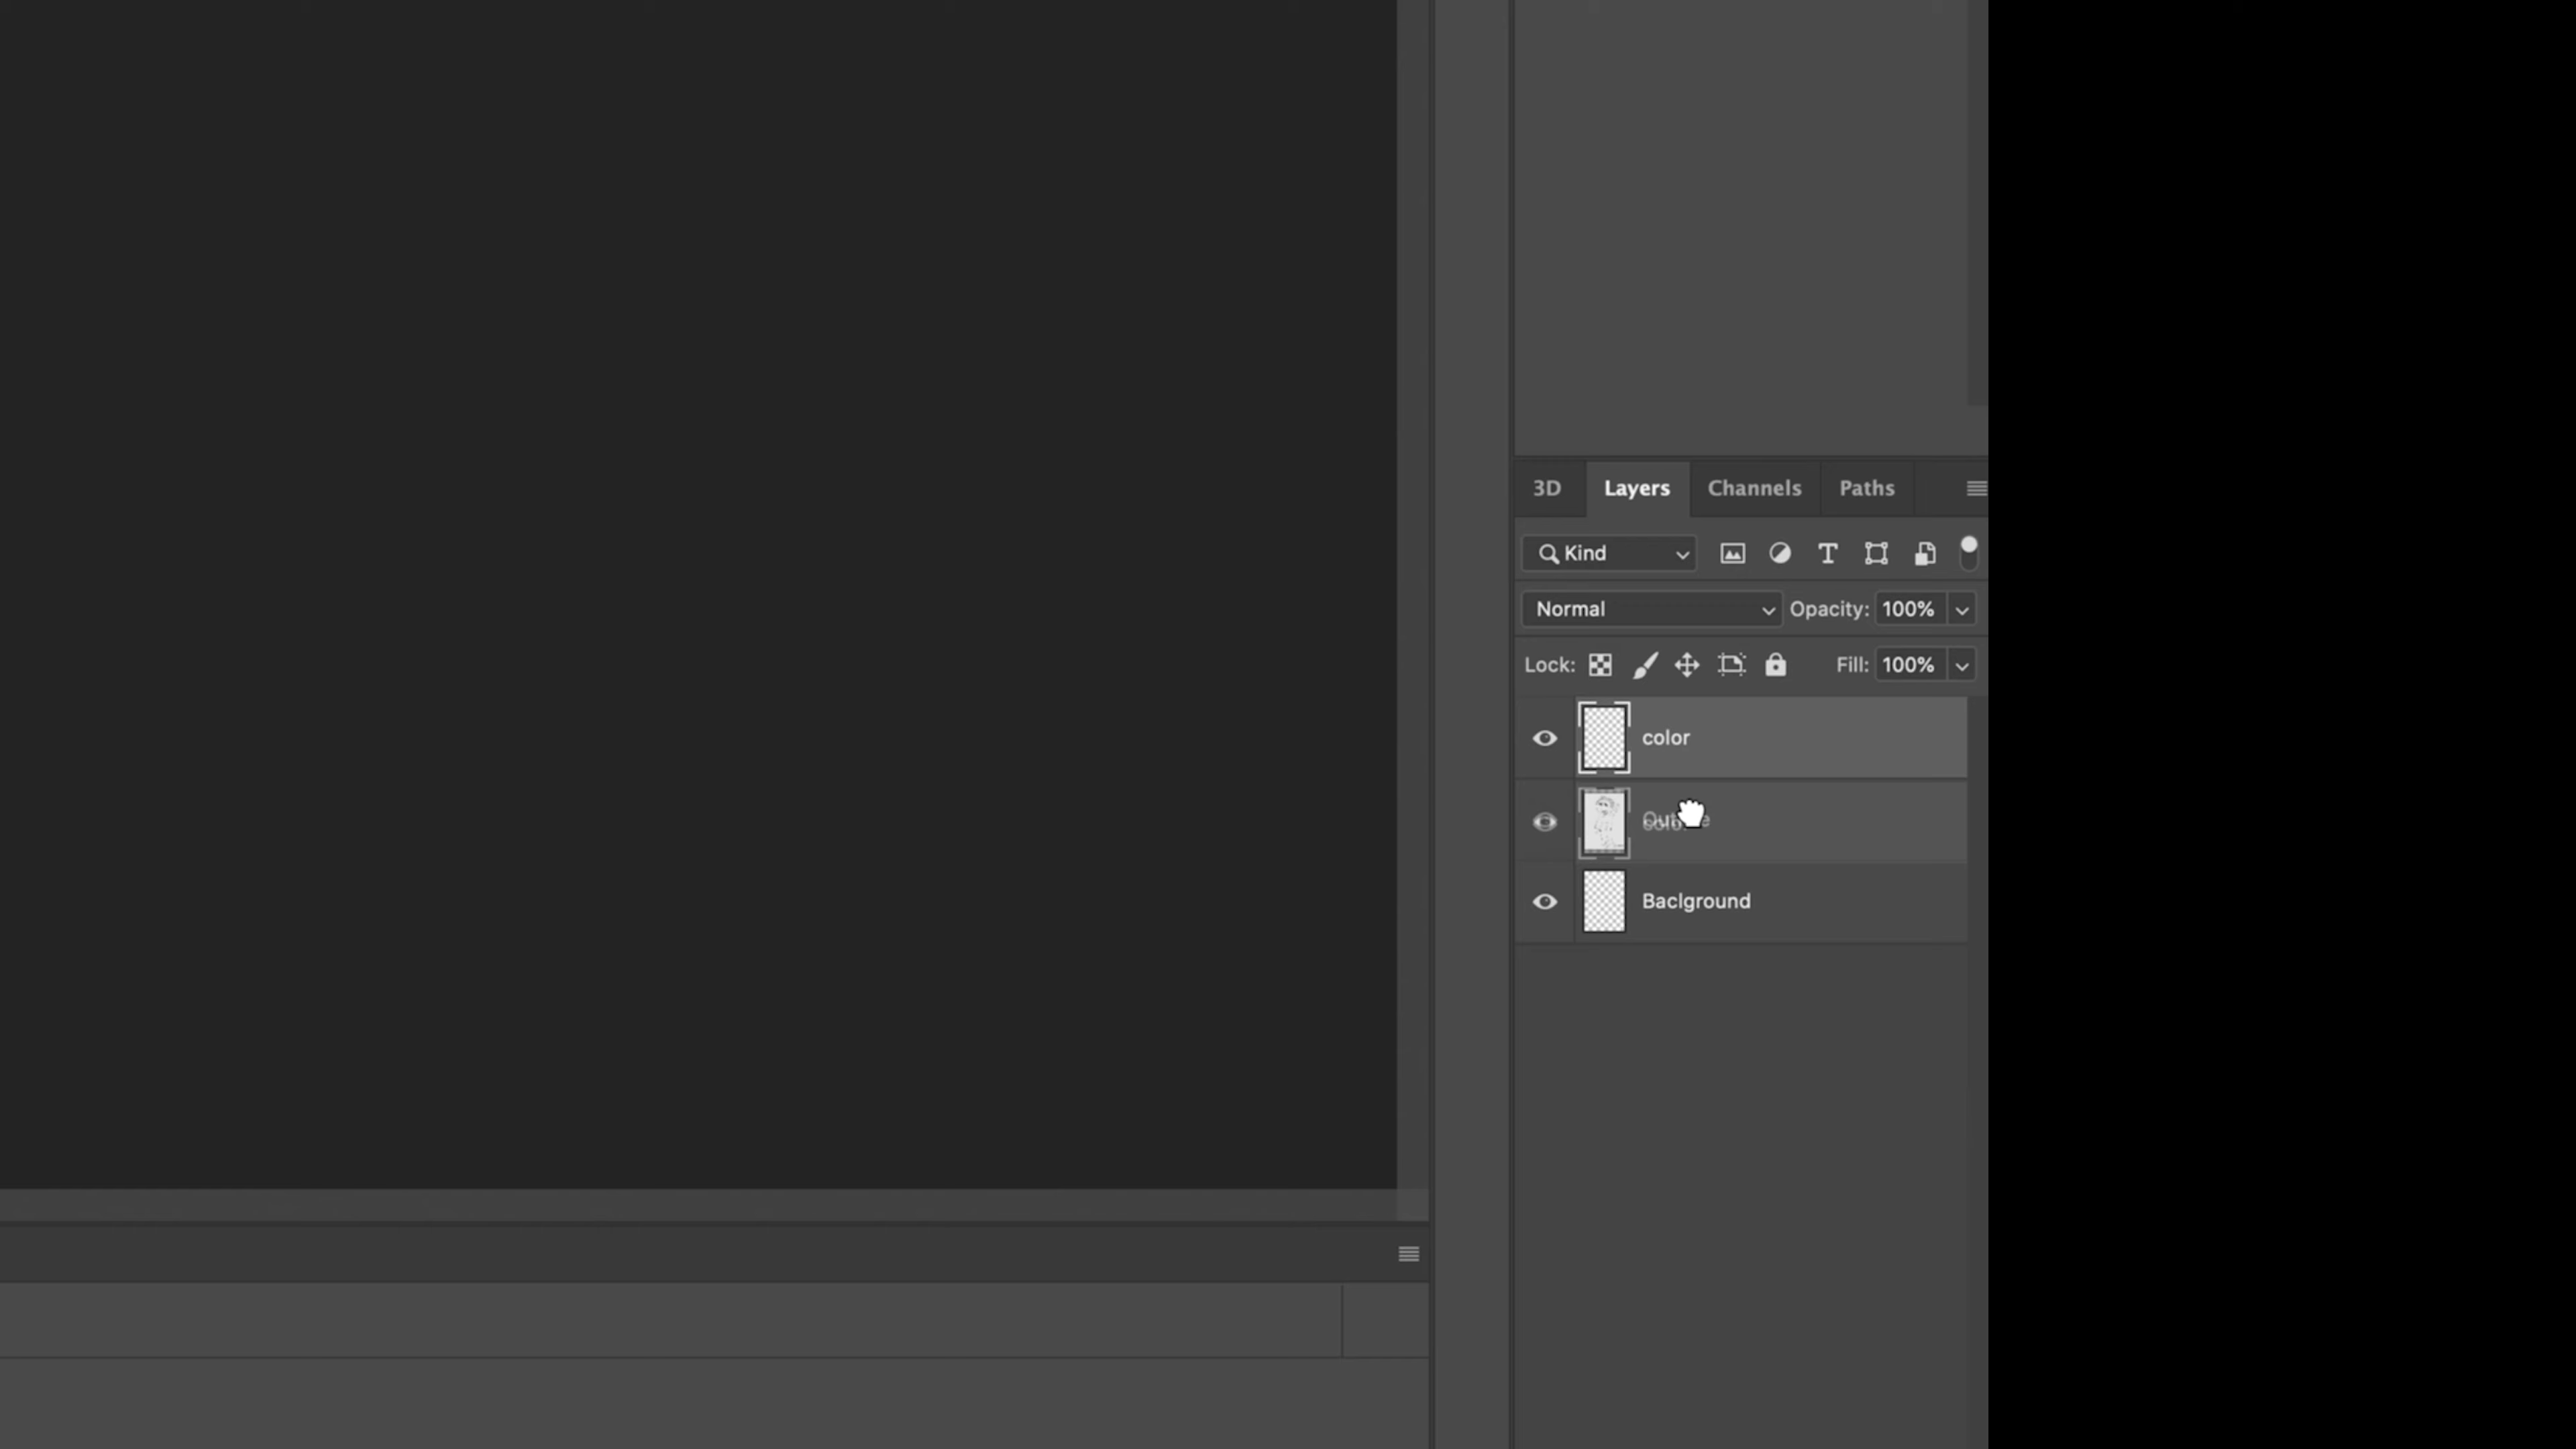 3D Layers Channels Paths
Kind
Normal Opacity: 100%
Lock: Fill: 100%
color
Baclground